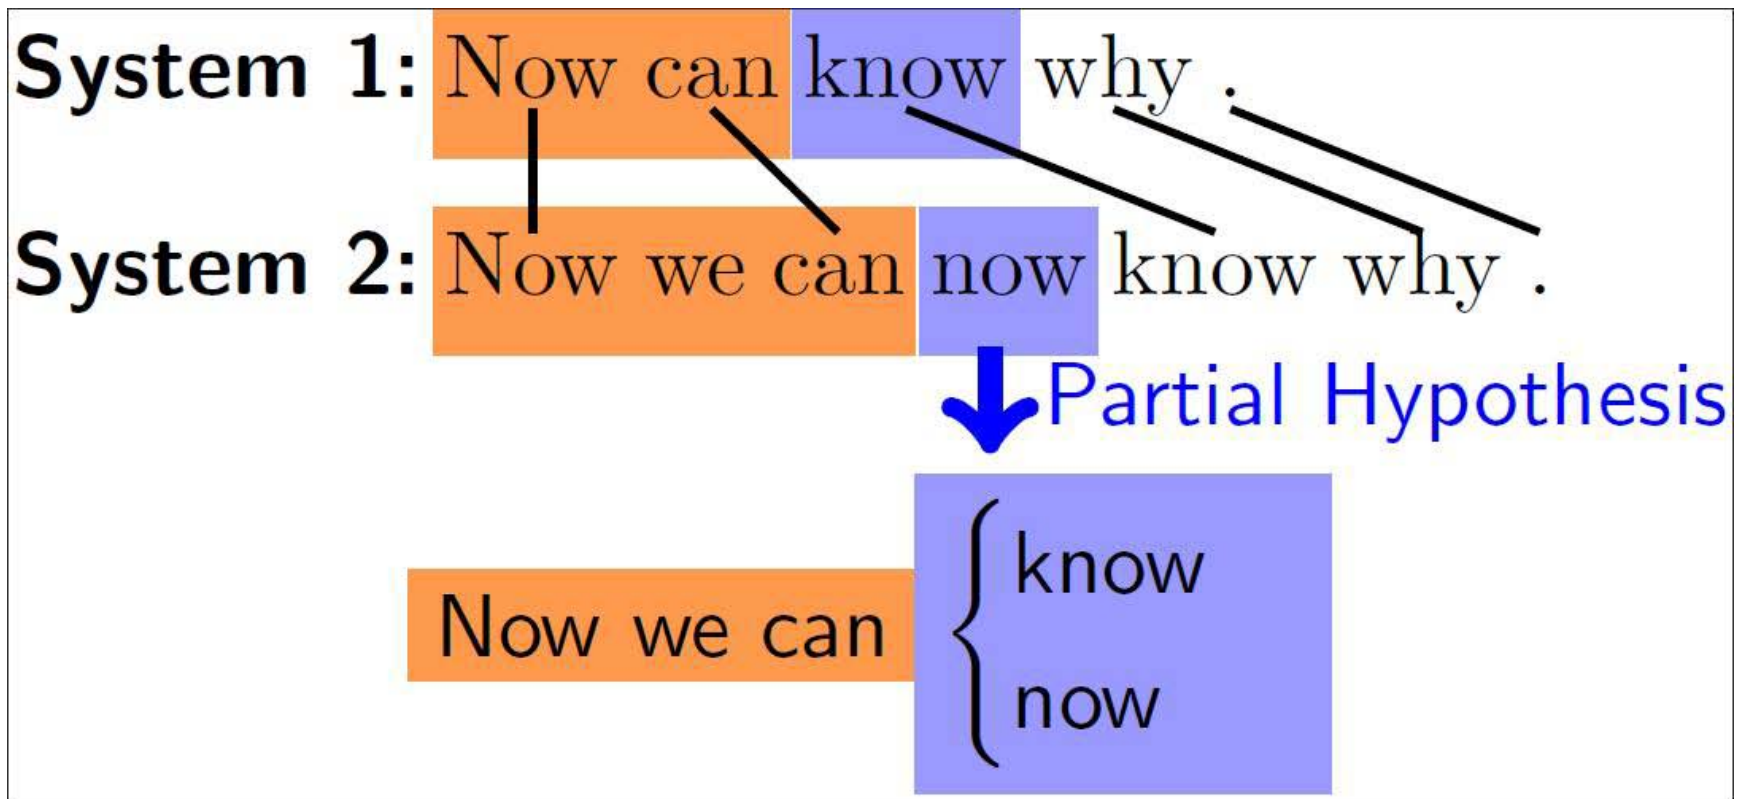 System 1: Now can know why .
System 2: Now we can now know why .
Partial Hypothesis
know
Now we can
now